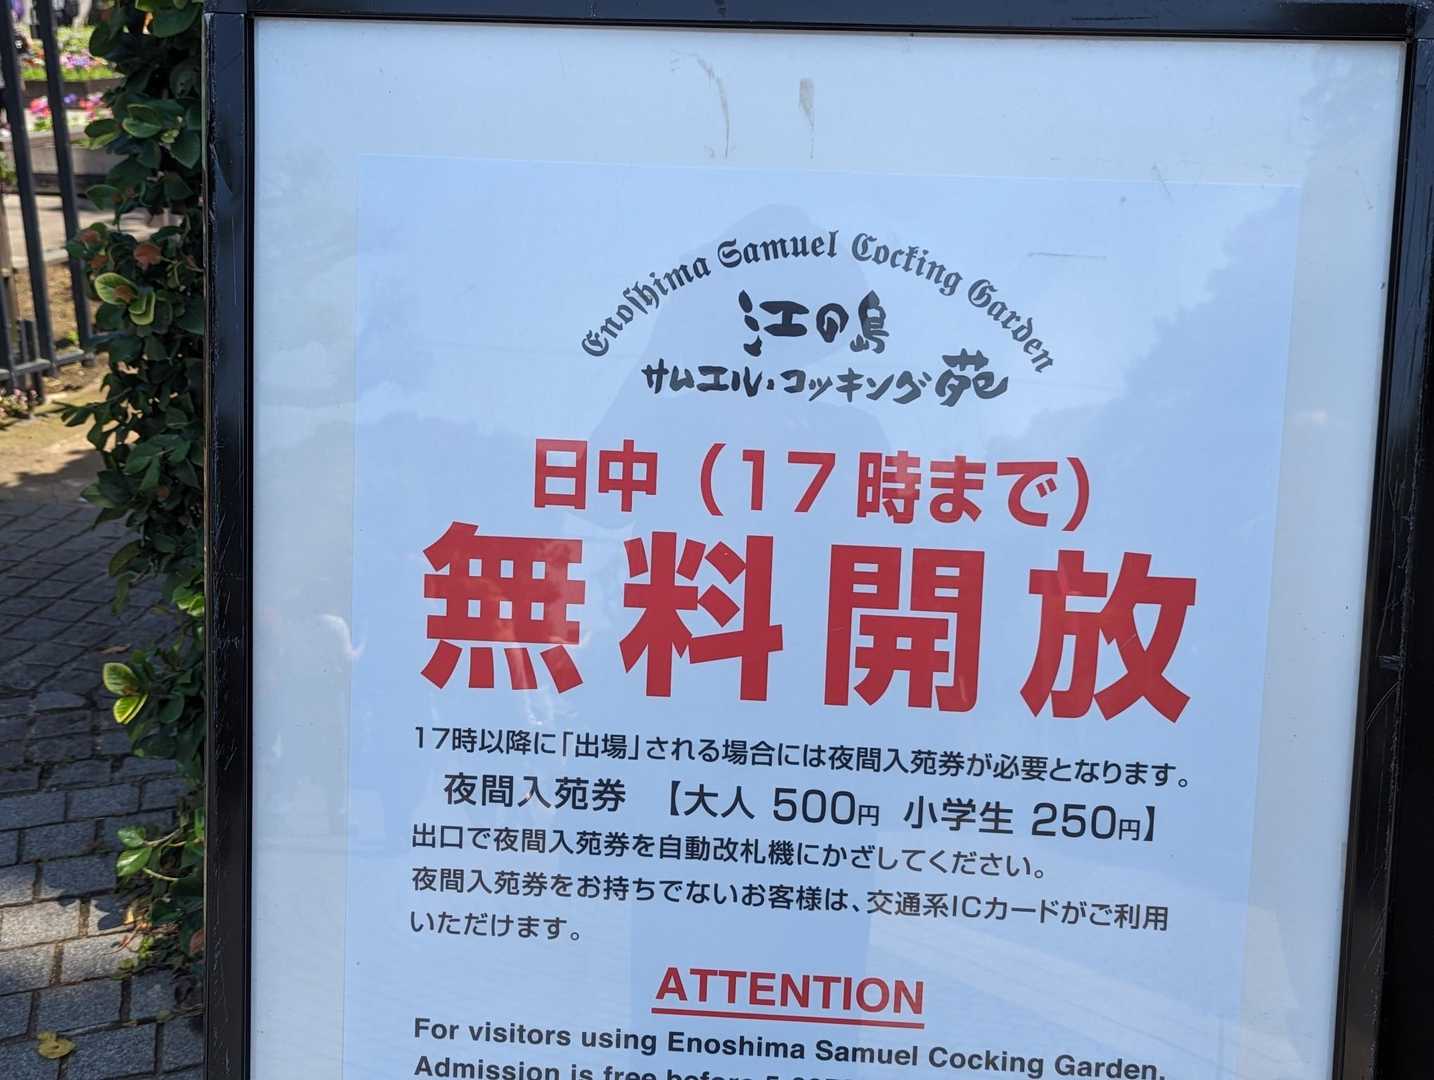 Enoshima Samuel Cocking Garden
江の島
サムエル・コッキング苑
日中（17時まで）
無料開放
17時以降に「出場」される場合には夜間入苑券が必要となります。
夜間入苑券 【大人 500円 小学生 250円】
出口で夜間入苑券を自動改札機にかざしてください。
夜間入苑券をお持ちでないお客様は、交通系ICカードがご利用
いただけます。
ATTENTION
For visitors using Enoshima Samuel Cocking Garden.
Admission is free before 5